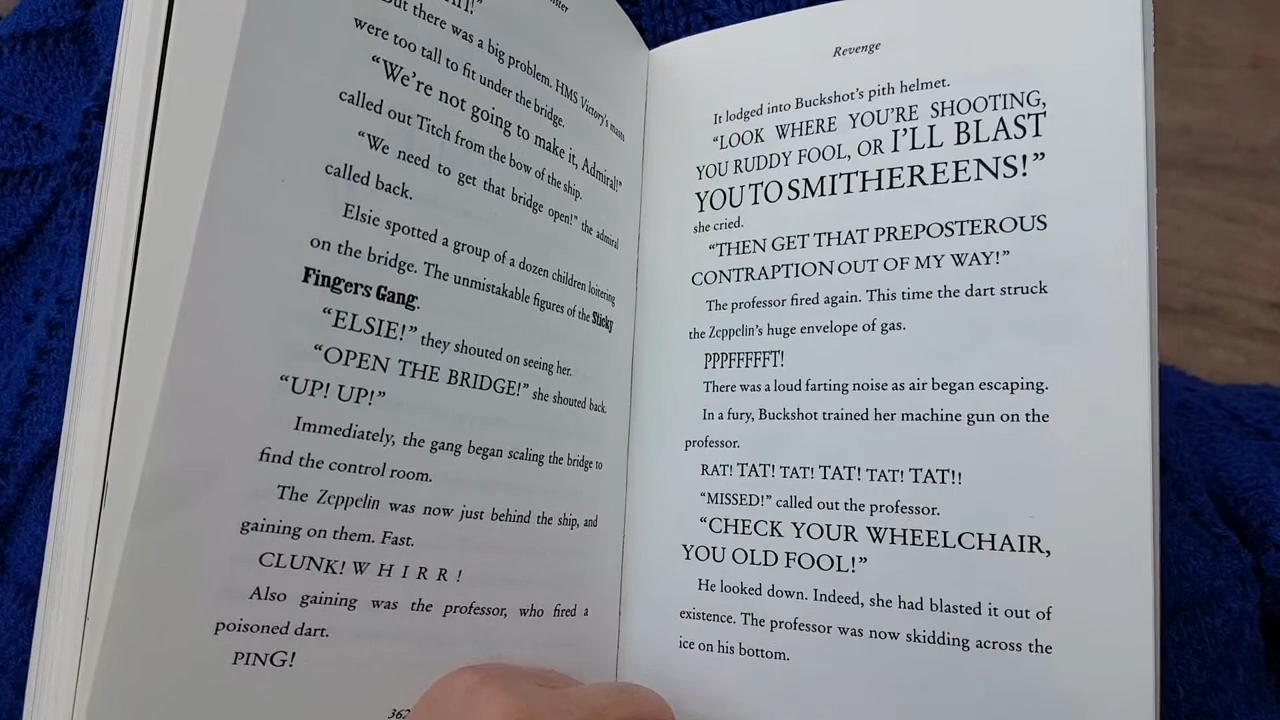 But there was a big problem. HMS Victory's masts
were too tall to fit under the bridge.
"We're not going to make it, Admiral!"
called out Titch from the bow of the ship.
"We need to get that bridge open!" the admiral
called back.
Elsie spotted a group of a dozen children loitering
on the bridge. The unmistakable figures of the Sticky
Fingers Gang.
"ELSIE!" they shouted on seeing her.
"OPEN THE BRIDGE!" she shouted back.
"UP! UP!"
Immediately, the gang began scaling the bridge to
find the control room.
The Zeppelin was now just behind the ship, and
gaining on them. Fast.
CLUNK! W H I R R !
Also gaining was the professor, who fired a
poisoned dart.
PING!
367
Revenge
It lodged into Buckshot's pith helmet.
"LOOK WHERE YOU'RE SHOOTING,
YOU RUDDY FOOL, OR I'LL BLAST
YOU TO SMITHEREENS!"
she cried.
"THEN GET THAT PREPOSTEROUS
CONTRAPTION OUT OF MY WAY!"
The professor fired again. This time the dart struck
the Zeppelin's huge envelope of gas.
PPPFFFFFT!
There was a loud farting noise as air began escaping.
In a fury, Buckshot trained her machine gun on the
professor.
RAT! TAT! TAT! TAT! TAT! TAT!!
"MISSED!" called out the professor.
"CHECK YOUR WHEELCHAIR,
YOU OLD FOOL!"
He looked down. Indeed, she had blasted it out of
existence. The professor was now skidding across the
ice on his bottom.